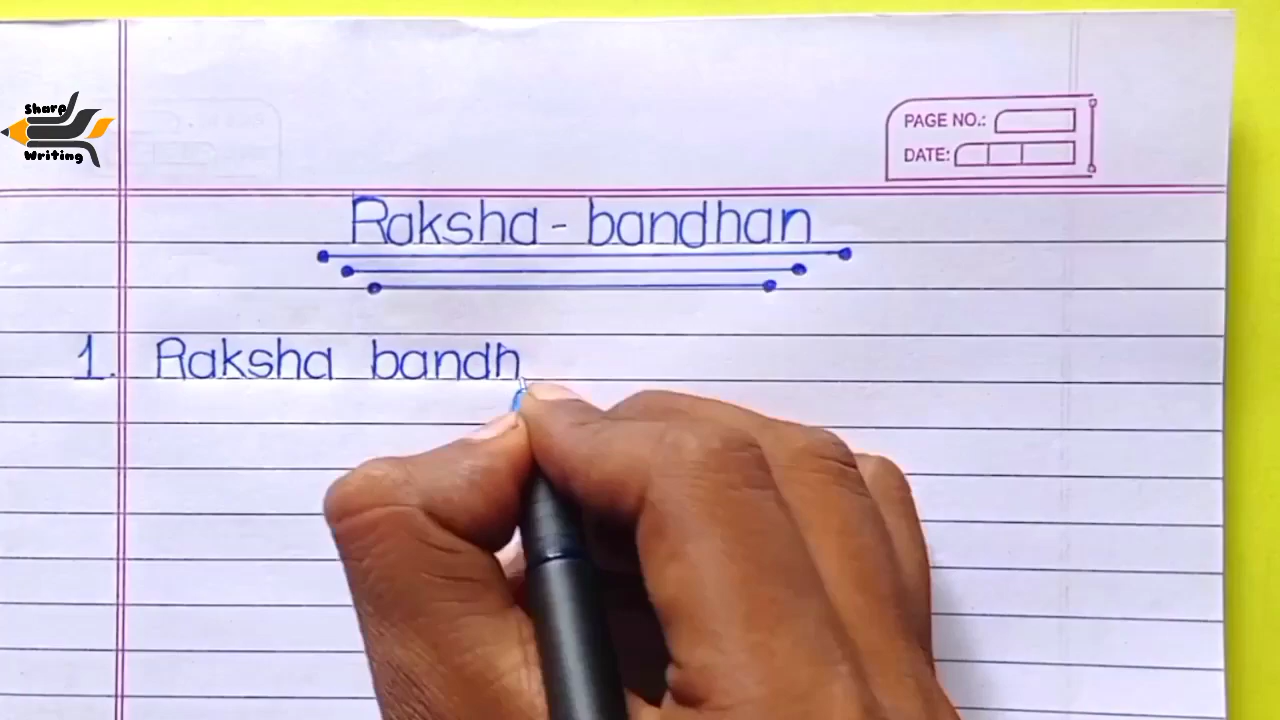 Sharp
Writing
PAGE NO.:
DATE:
Raksha - bandhan
1. Raksha bandh